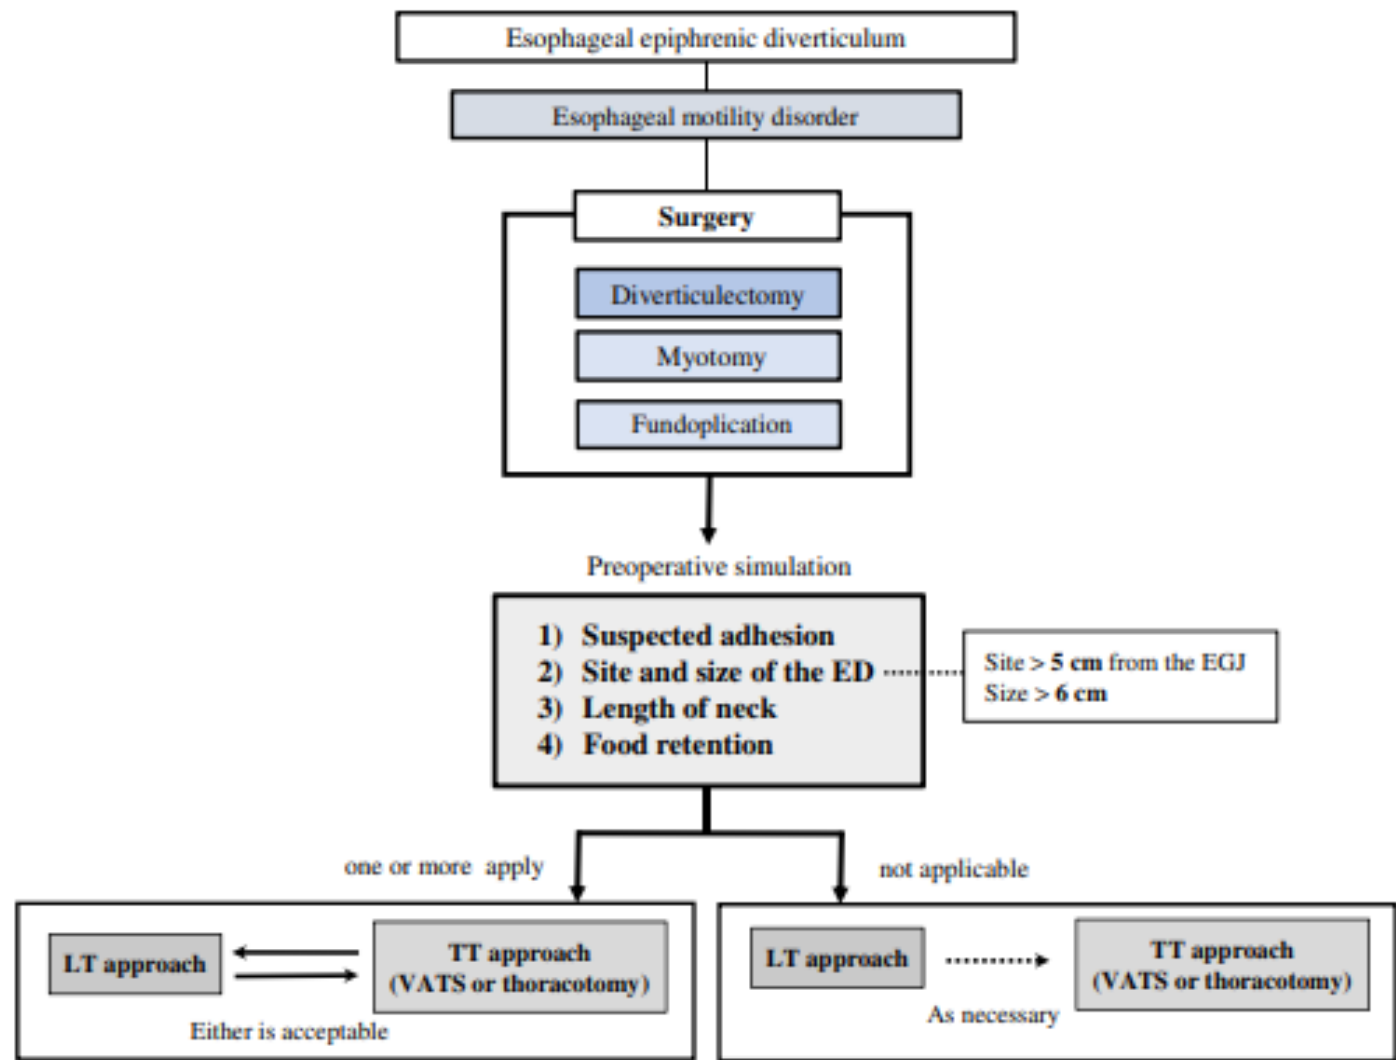 Esophageal epiphrenic diverticulum
Esophageal motility disorder
Surgery
Diverticulectomy
Myotomy
Fundoplication
Preoperative simulation
1) Suspected adhesion
2) Site and size of the ED
3) Length of neck
4) Food retention
Site > 5 cm from the EGJ
Size > 6 cm
one or more apply
not applicable
LT approach
TT approach
(VATS or thoracotomy)
Either is acceptable
LT approach
TT approach
(VATS or thoracotomy)
As necessary